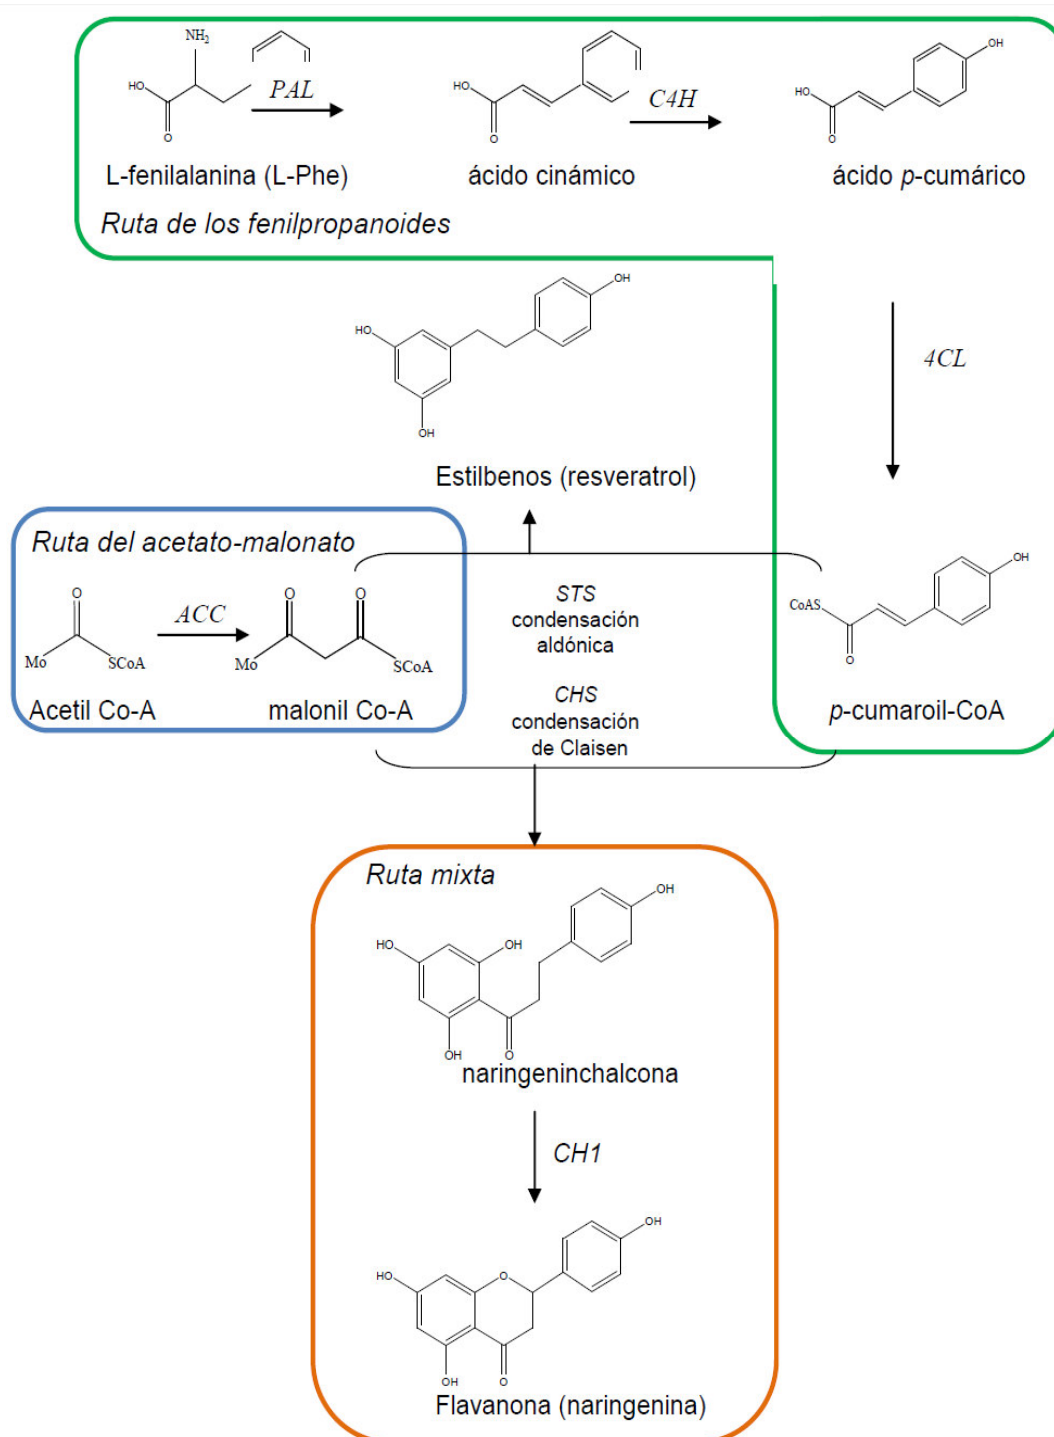 NH2
HO
O
PAL
HO
O
C4H
OH
HO
O
L-fenilalanina (L-Phe)
ácido cinámico
ácido p-cumárico
Ruta de los fenilpropanoides
OH
HO
OH
4CL
Estilbenos (resveratrol)
Ruta del acetato-malonato
O
Mo
SCoA
ACC
O
O
Mo
SCoA
Acetil Co-A
malonil Co-A
STS
condensación
aldónica
CHS
condensación
de Claisen
OH
CoAS
O
p-cumaroil-CoA
Ruta mixta
OH
HO
OH
OH
O
naringeninchalcona
CH1
OH
HO
O
OH
O
Flavanona (naringenina)